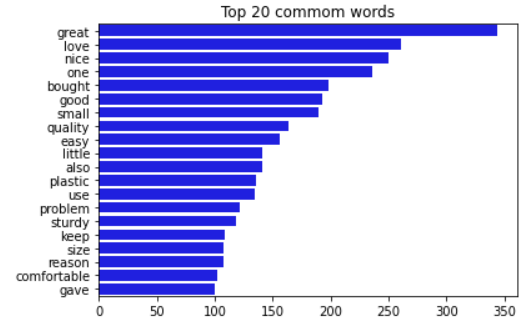 Top 20 commom words
great
love
nice
one
bought
good
small
quality
easy
little
also
plastic
use
problem
sturdy
keep
size
reason
comfortable
gave
0 50 100 150 200 250 300 350